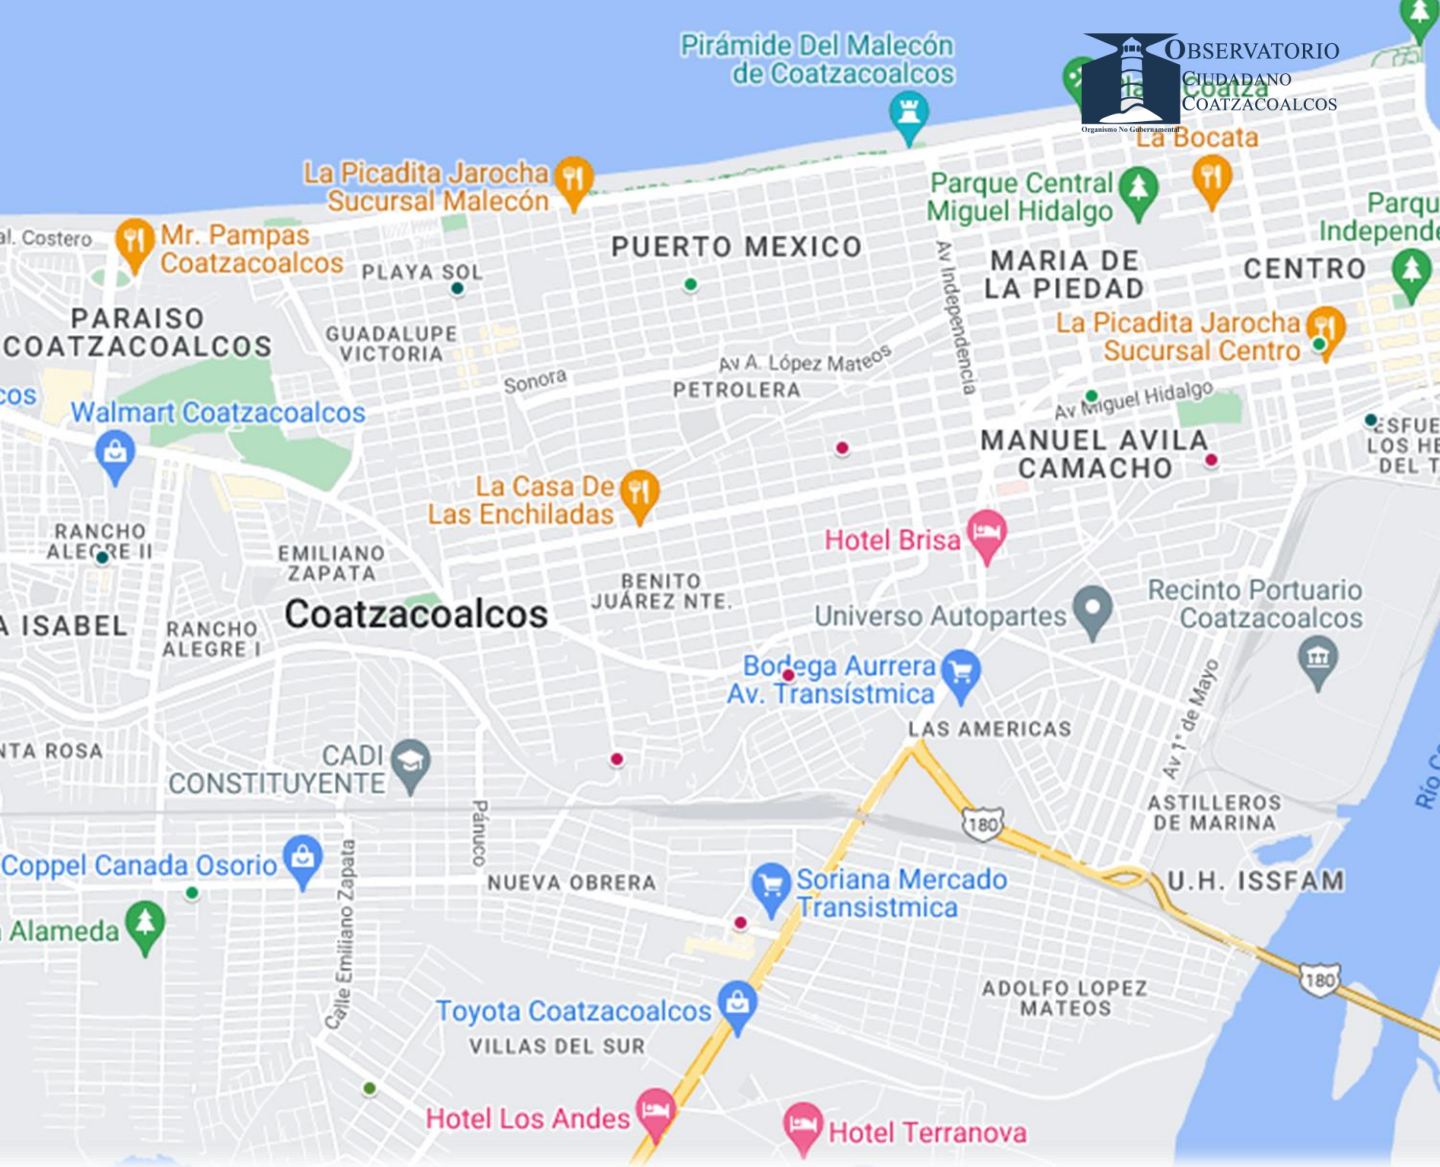 Pirámide Del Malecón
de Coatzacoalcos
OBSERVATORIO
CIUDADANO
COATZACOALCOS
Organismo No Gubernamental
Coatza
La Bocata
La Picadita Jarocha
Sucursal Malecón
Parque Central
Miguel Hidalgo
Parqu
Independe
al. Costero
Mr. Pampas
Coatzacoalcos
PLAYA SOL
PUERTO MEXICO
Av Independencia
MARIA DE
LA PIEDAD
CENTRO
PARAISO
COATZACOALCOS
GUADALUPE
VICTORIA
La Picadita Jarocha
Sucursal Centro
Av A. López Mateos
Sonora
PETROLERA
Av Miguel Hidalgo
cos
Walmart Coatzacoalcos
MANUEL AVILA
CAMACHO
ESFUE
LOS HE
DEL T
La Casa De
Las Enchiladas
RANCHO
ALEGRE II
EMILIANO
ZAPATA
Hotel Brisa
BENITO
JUÁREZ NTE.
Recinto Portuario
Coatzacoalcos
Coatzacoalcos
Universo Autopartes
A ISABEL
RANCHO
ALEGRE I
Bodega Aurrera
Av. Transístmica
Av 1° de Mayo
LAS AMERICAS
NTA ROSA
CADI
CONSTITUYENTE
Río Co
Pánuco
180
ASTILLEROS
DE MARINA
Coppel Canada Osorio
Calle Emiliano Zapata
NUEVA OBRERA
Soriana Mercado
Transistmica
U.H. ISSFAM
Alameda
180
ADOLFO LOPEZ
MATEOS
Toyota Coatzacoalcos
VILLAS DEL SUR
Hotel Los Andes
Hotel Terranova